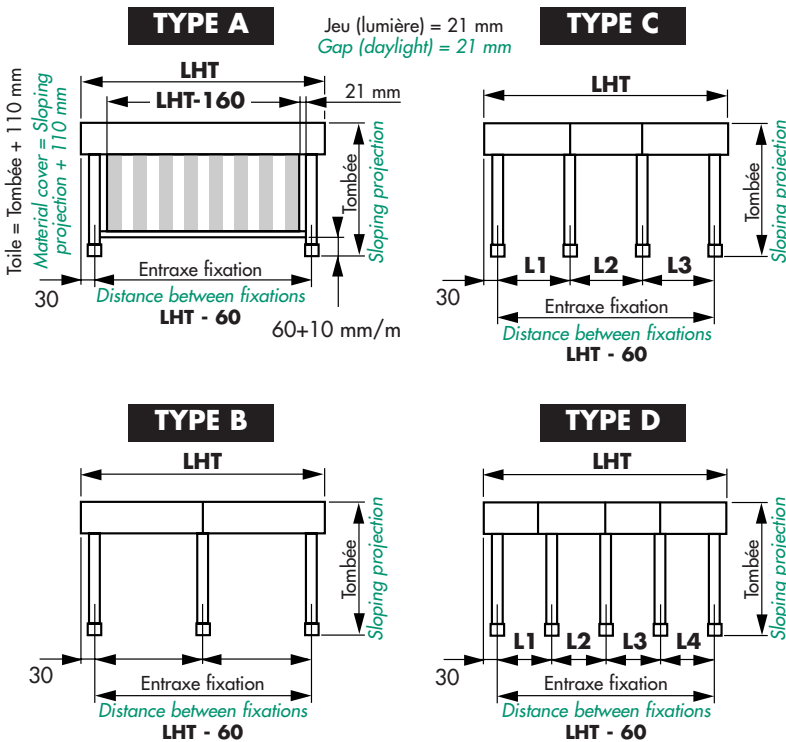 TYPE A
Jeu (lumière) = 21 mm
Gap (daylight) = 21 mm
LHT
LHT-160
21 mm
Toile = Tombée + 110 mm
Material cover = Sloping
projection + 110 mm
Tombée
Sloping projection
30
Entraxe fixation
Distance between fixations
LHT - 60
60+10 mm/m
TYPE C
LHT
Tombée
Sloping projection
L1
L2
L3
30
Entraxe fixation
Distance between fixations
LHT - 60
TYPE B
LHT
Tombée
Sloping projection
30
Entraxe fixation
Distance between fixations
LHT - 60
TYPE D
LHT
Tombée
Sloping projection
L1
L2
L3
L4
30
Entraxe fixation
Distance between fixations
LHT - 60